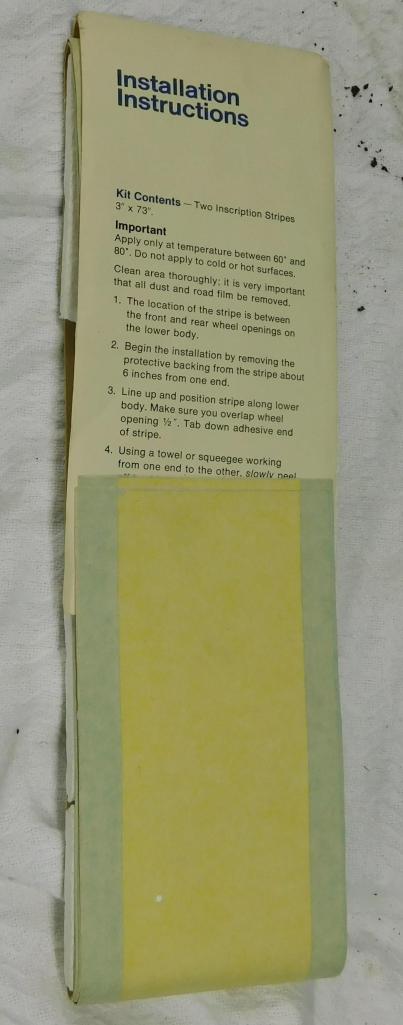 Installation
Instructions
Kit Contents — Two Inscription Stripes
3" x 73".
Important
Apply only at temperature between 60° and
80°. Do not apply to cold or hot surfaces.
Clean area thoroughly; it is very important
that all dust and road film be removed.
1. The location of the stripe is between
the front and rear wheel openings on
the lower body.
2. Begin the installation by removing the
protective backing from the stripe about
6 inches from one end.
3. Line up and position stripe along lower
body. Make sure you overlap wheel
opening ½". Tab down adhesive end
of stripe.
4. Using a towel or squeegee working
from one end to the other, slowly peel